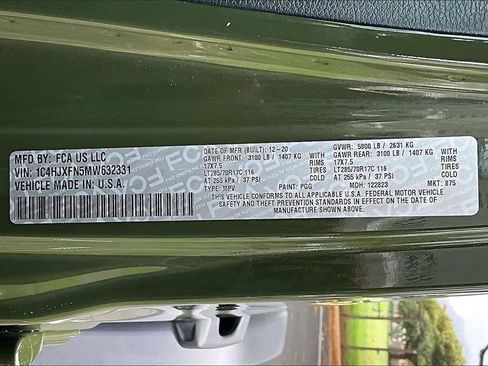 MFD BY: FCA US LLC
VIN: 1C4HJXFN5MW632331
VEHICLE MADE IN: U.S.A.
DATE OF MFR (BUILT): 12-20
GAWR FRONT: 3100 LB / 1407 KG
17X7.5
LT285/70R17C 116
AT 255 kPa / 37 PSI
TYPE: MPV
GVWR: 5800 LB / 2631 KG
GAWR REAR: 3100 LB / 1407 KG
WITH TIRES RIMS AT
17X7.5
LT285/70R17C 116
AT 255 kPa / 37 PSI
PAINT: PGG
MDH: 122823
MKT: 875
THIS VEHICLE CONFORMS TO ALL APPLICABLE U.S.A. FEDERAL MOTOR VEHICLE
SAFETY AND THEFT PREVENTION STANDARDS IN EFFECT ON THE DATE OF
MANUFACTURE SHOWN ABOVE.